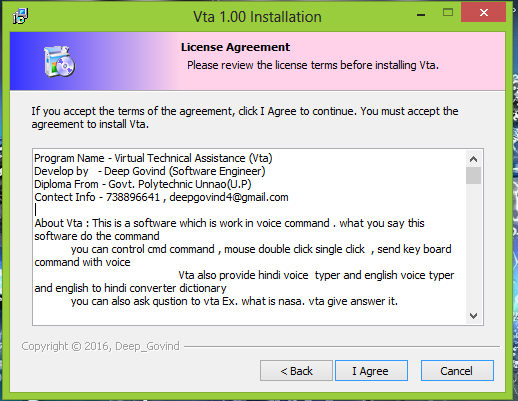 Vta 1.00 Installation
License Agreement
Please review the license terms before installing Vta.
If you accept the terms of the agreement, click I Agree to continue. You must accept the
agreement to install Vta.
Program Name - Virtual Technical Assistance (Vta)
Develop by - Deep Govind (Software Engineer)
Diploma From - Govt. Polytechnic Unnao(U.P)
Contect Info - 738896641 , deepgovind4@gmail.com
About Vta : This is a software which is work in voice command . what you say this
software do the command
you can control cmd command , mouse double click single click , send key board
command with voice
Vta also provide hindi voice typer and english voice typer
and english to hindi converter dictionary
you can also ask qustion to vta Ex. what is nasa. vta give answer it.
Copyright © 2016, Deep_Govind
< Back
I Agree
Cancel